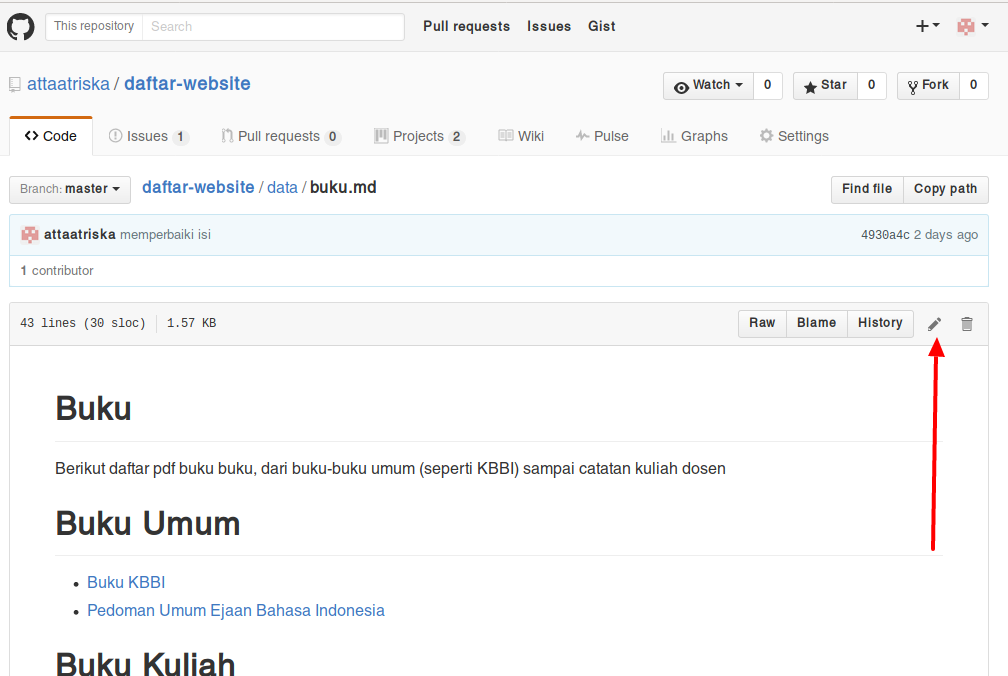 This repository Search Pull requests Issues Gist
attaatriska / daftar-website Watch 0 Star 0 Fork 0
Code Issues 1 Pull requests 0 Projects 2 Wiki Pulse Graphs Settings
Branch: master daftar-website / data / buku.md Find file Copy path
attaatriska memperbaiki isi 4930a4c 2 days ago
1 contributor
43 lines (30 sloc) 1.57 KB Raw Blame History
Buku
Berikut daftar pdf buku buku, dari buku-buku umum (seperti KBBI) sampai catatan kuliah dosen
Buku Umum
• Buku KBBI
• Pedoman Umum Ejaan Bahasa Indonesia
Buku Kuliah